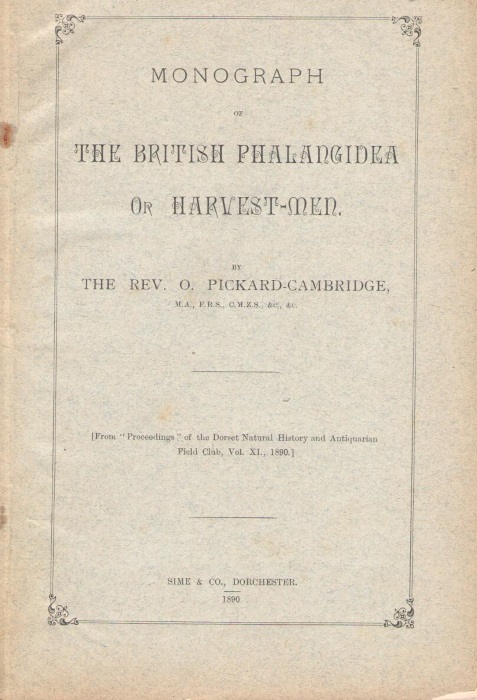 MONOGRAPH
OF
THE BRITISH PHALANGIDEA
OR HARVEST-MEN.
BY
THE REV. O. PICKARD-CAMBRIDGE,
M.A., F.R.S., C.M.Z.S., &c., &c.
[From "Proceedings" of the Dorset Natural History and Antiquarian
Field Club, Vol. XI., 1890.]
SIME & CO., DORCHESTER.
1890